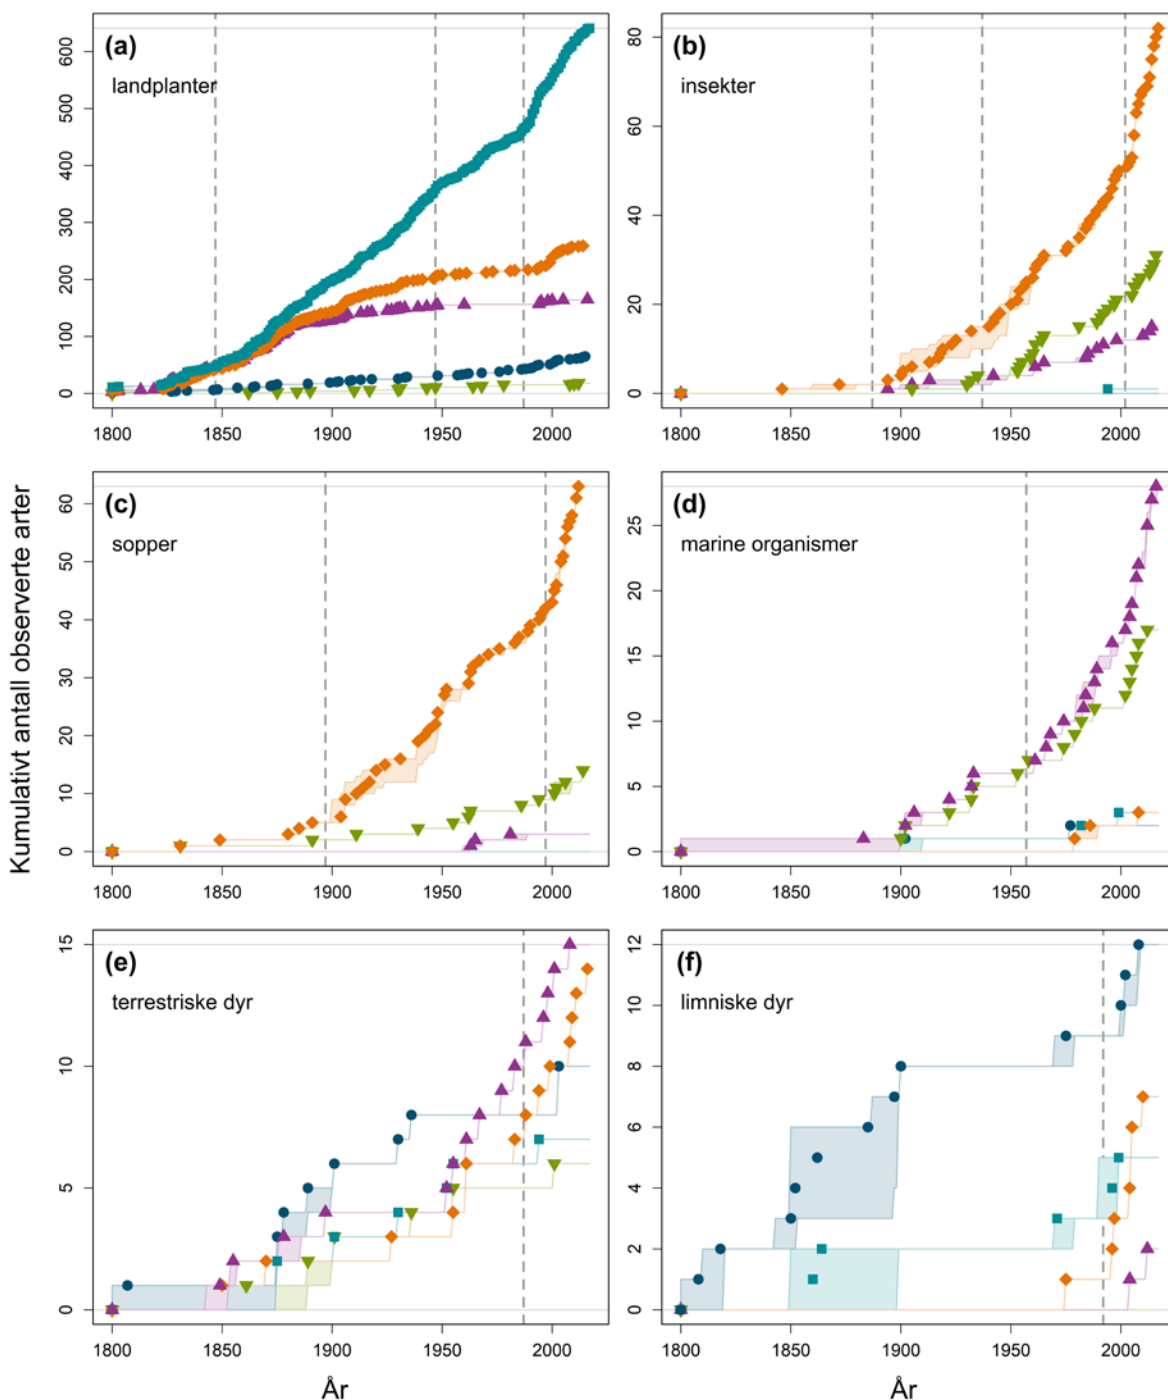 Kumulativt antall observerte arter
(a)
landplanter
0 100 200 300 400 500 600
1800 1850 1900 1950 2000
(b)
insekter
0 20 40 60 80
1800 1850 1900 1950 2000
(c)
sopper
0 10 20 30 40 50 60
1800 1850 1900 1950 2000
(d)
marine organismer
0 5 10 15 20 25
1800 1850 1900 1950 2000
(e)
terrestriske dyr
0 5 10 15
1800 1850 1900 1950 2000
(f)
limniske dyr
0 2 4 6 8 10 12
1800 1850 1900 1950 2000
År
År